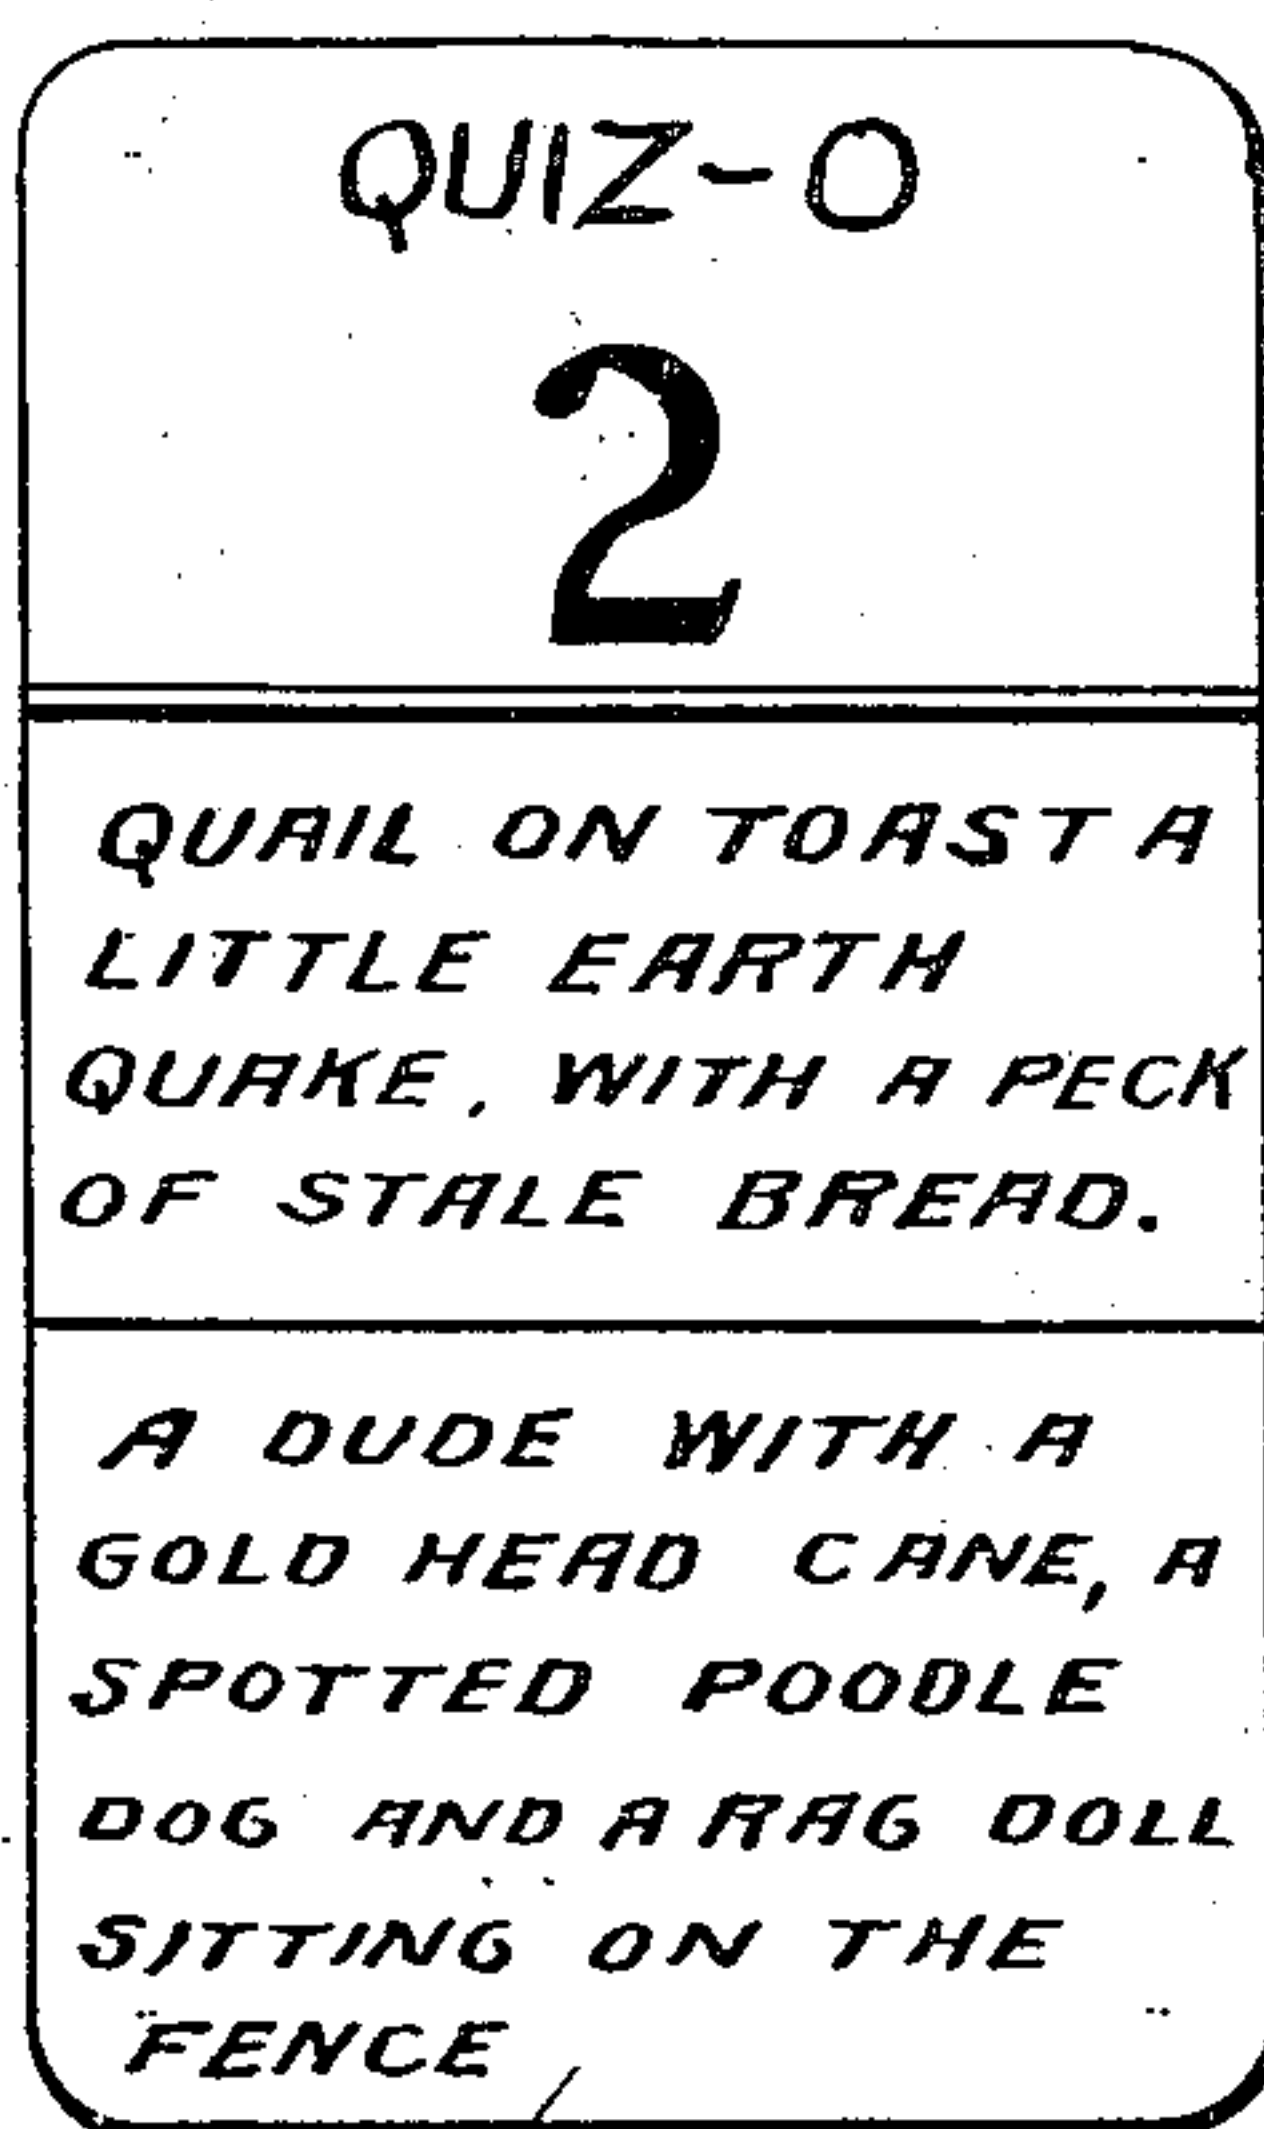 QUIZ-O
2
QUAIL ON TOAST A
LITTLE EARTH
QUAKE, WITH A PECK
OF STALE BREAD.
A DUDE WITH A
GOLD HEAD CANE, A
SPOTTED POODLE
DOG AND A RAG DOLL
SITTING ON THE
FENCE